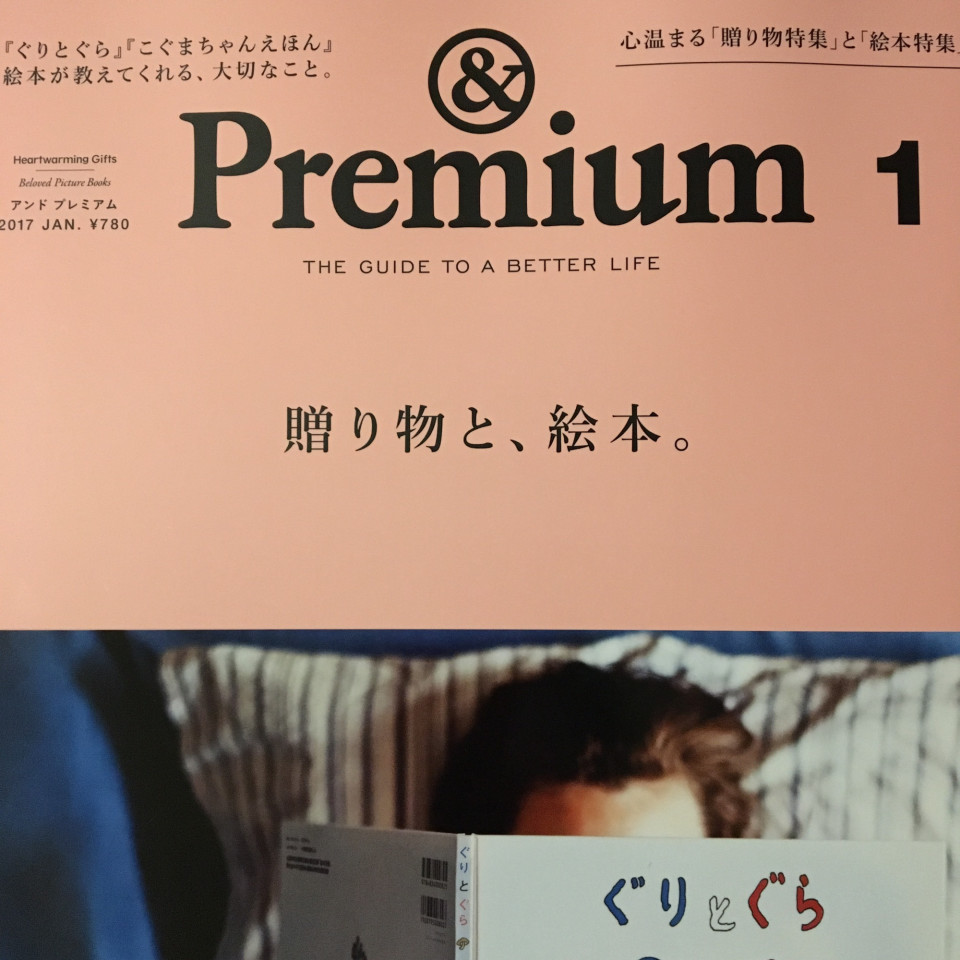 『ぐりとぐら』『こぐまちゃんえほん』
絵本が教えてくれる、大切なこと。
心温まる「贈り物特集」と「絵本特集」
&
Premium
1
Heartwarming Gifts
Beloved Picture Books
アンド プレミアム
2017 JAN. ¥780
THE GUIDE TO A BETTER LIFE
贈り物と、絵本。
ぐりとぐら
ぐりとぐら